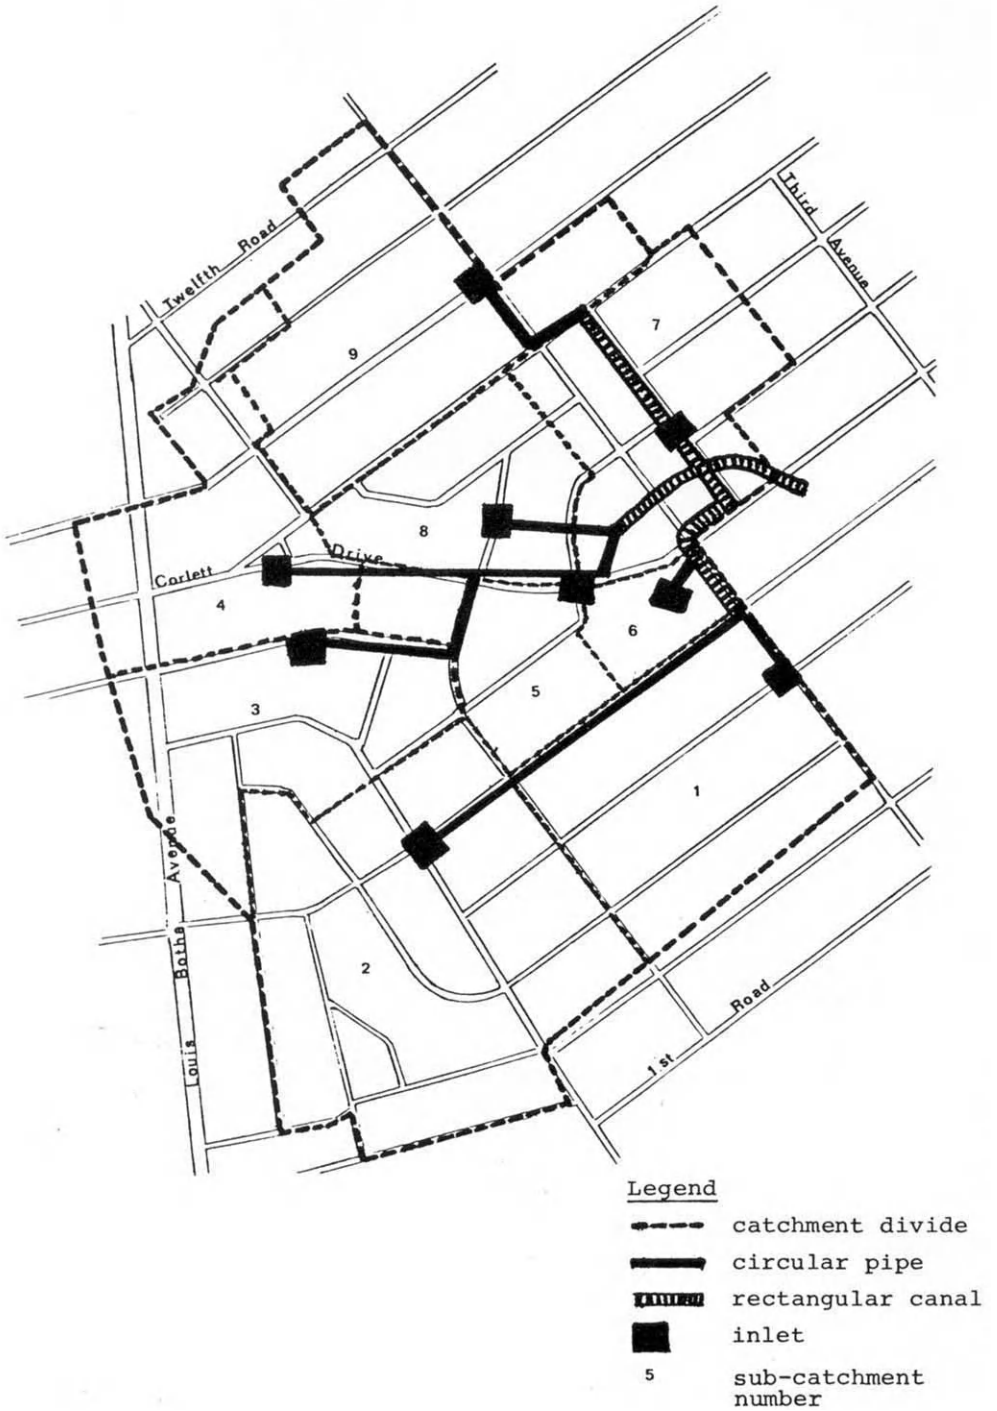 Third
Avenue
Twelfth Road
7
9
8
Drive
Corlett
4
6
5
3
1
Louis Botha Avenue
2
1st Road
Legend
catchment divide
circular pipe
rectangular canal
inlet
5 sub-catchment
number